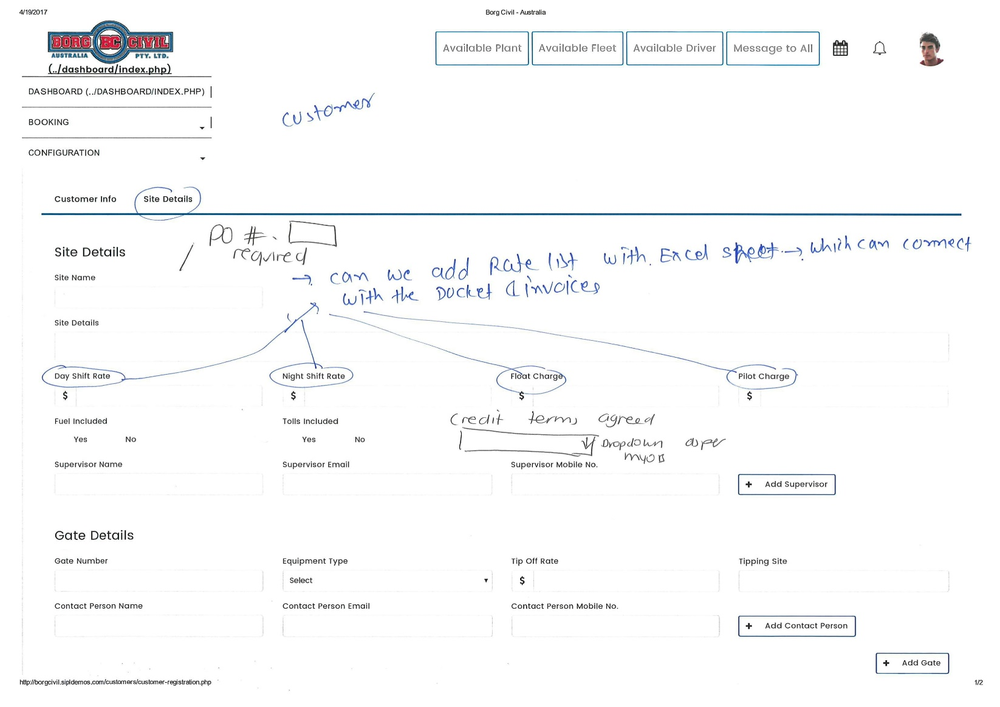 4/19/2017 Borg Civil - Australia
BORG BC CIVIL
AUSTRALIA PTY. LTD.
(../dashboard/index.php)
Available Plant Available Fleet Available Driver Message to All
DASHBOARD (../DASHBOARD/INDEX.PHP)
BOOKING
CONFIGURATION
customer
Customer Info Site Details
PO #.
required
Site Details
→ can we add Rate list with Excel sheet → which can connect
with the Docket & invoices
Site Name
Site Details
Day Shift Rate Night Shift Rate Float Charge Pilot Charge
$ $ $ $
Credit terms agreed
Fuel Included Tolls Included
Yes No Yes No
Dropdown as per
myob
Supervisor Name Supervisor Email Supervisor Mobile No.
+ Add Supervisor
Gate Details
Gate Number Equipment Type Tip Off Rate Tipping Site
Select $
Contact Person Name Contact Person Email Contact Person Mobile No.
+ Add Contact Person
+ Add Gate
http://borgcivil.sipldemos.com/customers/customer-registration.php 1/2